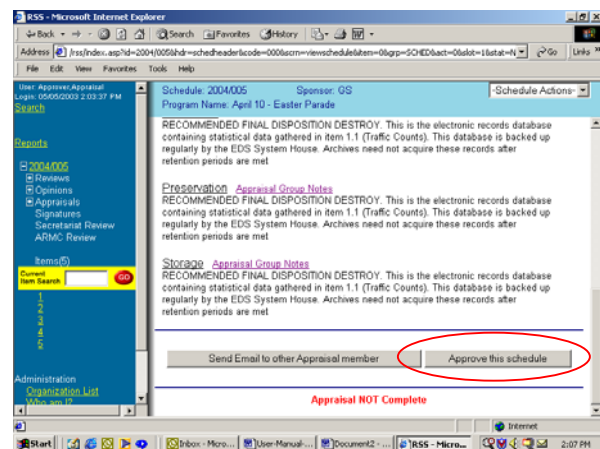 RSS - Microsoft Internet Explorer
Back Search Favorites History
Address /rss/index.asp?id=2004/005&hdr=schedheader&code=000&scrn=viewschedule&item=0&grp=SCHED&act=0&slot=1&stat=N Go Links »
File Edit View Favorites Tools Help
User: Approver,Appraisal
Login: 05/05/2003 2:03:37 PM
Search
Reports
2004/005
Reviews
Opinions
Appraisals
Signatures
Secretariat Review
ARMC Review
Items(5)
Current
Item Search GO
1
2
3
4
5
Administration
Organization List
Who am I?
Schedule: 2004/005 Sponsor: GS -Schedule Actions-
Program Name: April 10 - Easter Parade
RECOMMENDED FINAL DISPOSITION DESTROY. This is the electronic records database
containing statistical data gathered in item 1.1 (Traffic Counts). This database is backed up
regularly by the EDS System House. Archives need not acquire these records after
retention periods are met
Preservation Appraisal Group Notes
RECOMMENDED FINAL DISPOSITION DESTROY. This is the electronic records database
containing statistical data gathered in item 1.1 (Traffic Counts). This database is backed up
regularly by the EDS System House. Archives need not acquire these records after
retention periods are met
Storage Appraisal Group Notes
RECOMMENDED FINAL DISPOSITION DESTROY. This is the electronic records database
containing statistical data gathered in item 1.1 (Traffic Counts). This database is backed up
regularly by the EDS System House. Archives need not acquire these records after
retention periods are met
Send Email to other Appraisal member Approve this schedule
Appraisal NOT Complete
Internet
Start Inbox - Micro... User-Manual-... Document2 - ... RSS - Micro... 2:07 PM